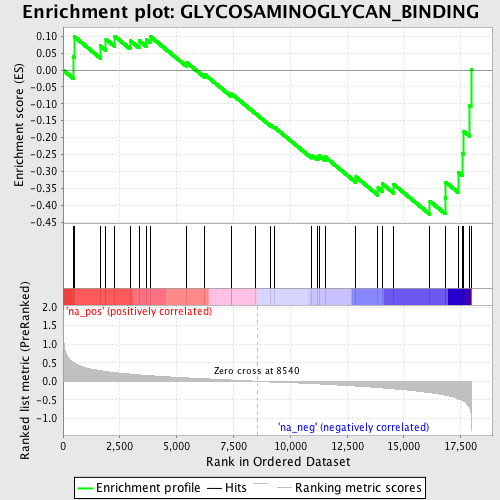 Enrichment plot: GLYCOSAMINOGLYCAN_BINDING
Enrichment score (ES)
0.10
0.05
0.00
-0.05
-0.10
-0.15
-0.20
-0.25
-0.30
-0.35
-0.40
-0.45
'na_pos' (positively correlated)
Ranked list metric (PreRanked)
2.0
1.5
1.0
0.5
0.0
-0.5
-1.0
Zero cross at 8540
'na_neg' (negatively correlated)
0 2,500 5,000 7,500 10,000 12,500 15,000 17,500
Rank in Ordered Dataset
Enrichment profile Hits Ranking metric scores